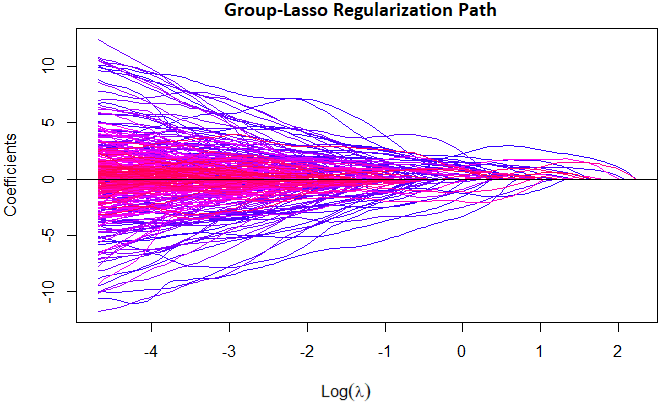 Group-Lasso Regularization Path
Coefficients
10
5
0
-5
-10
-4 -3 -2 -1 0 1 2
Log(λ)